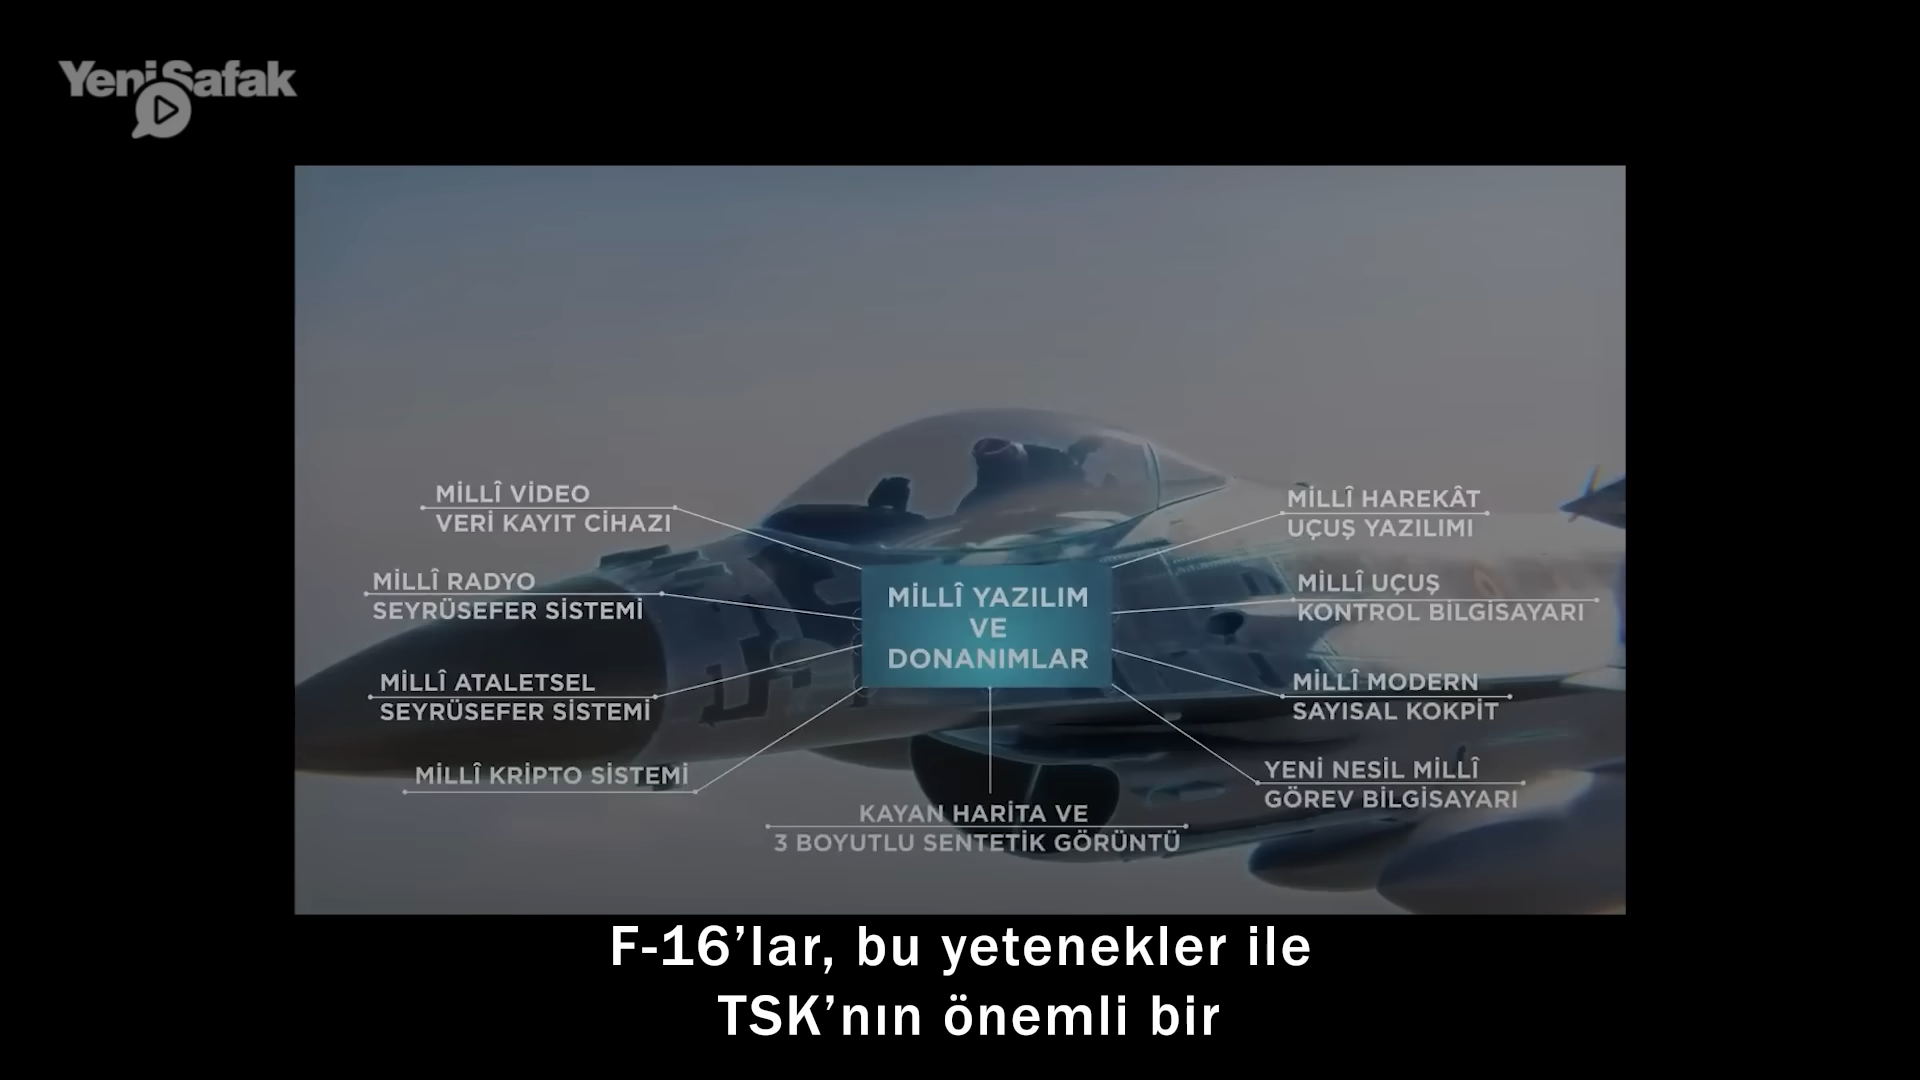 YeniSafak
MİLLÎ VİDEO
VERİ KAYIT CİHAZI
MİLLÎ RADYO
SEYRÜSEFER SİSTEMİ
MİLLÎ ATALETSEL
SEYRÜSEFER SİSTEMİ
MİLLÎ KRİPTO SİSTEMİ
MİLLÎ YAZILIM
VE
DONANIMLAR
KAYAN HARİTA VE
3 BOYUTLU SENTETİK GÖRÜNTÜ
MİLLÎ HAREKÂT
UÇUŞ YAZILIMI
MİLLÎ UÇUŞ
KONTROL BİLGİSAYARI
MİLLÎ MODERN
SAYISAL KOKPİT
YENİ NESİL MİLLÎ
GÖREV BİLGİSAYARI
F-16’lar, bu yetenekler ile
TSK’nın önemli bir